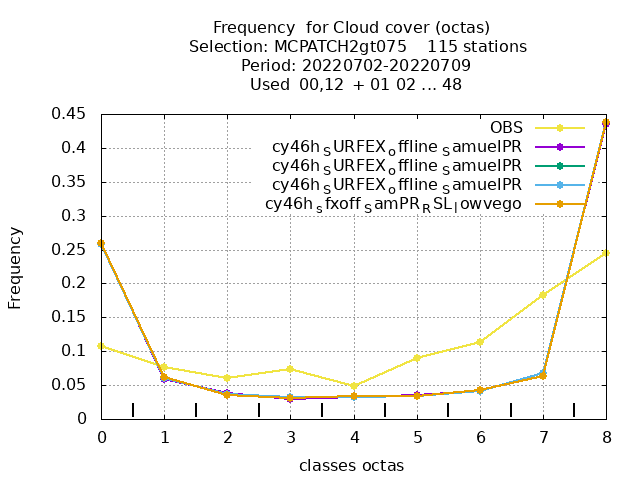 Frequency  for Cloud cover (octas)
Selection: MCPATCH2gt075    115 stations
Period: 20220702-20220709
Used  00,12  + 01 02 ... 48
OBS
cy46h_SURFEX_offline_SamuelPR
cy46h_SURFEX_offline_SamuelPR
cy46h_SURFEX_offline_SamuelPR
cy46h_sfxoff_SamPR_RSL_lowvego
Frequency
0.45
0.4
0.35
0.3
0.25
0.2
0.15
0.1
0.05
0
0 1 2 3 4 5 6 7 8
classes octas